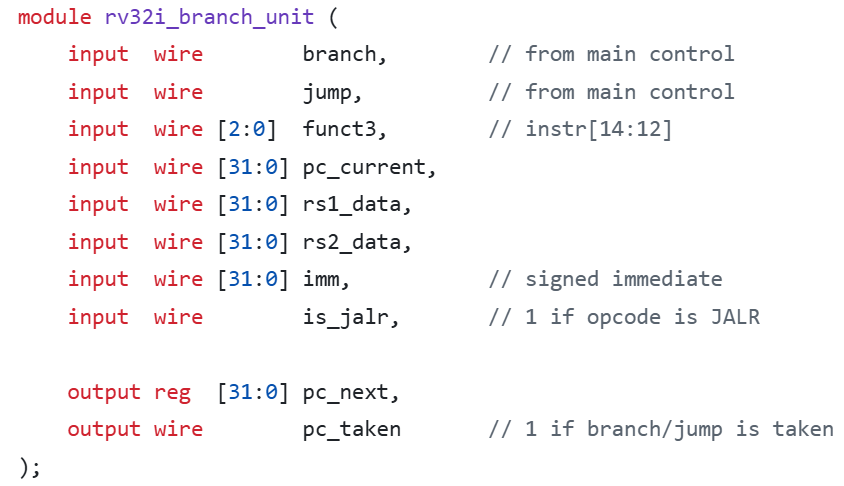 module rv32i_branch_unit (
    input  wire        branch,        // from main control
    input  wire        jump,          // from main control
    input  wire [2:0]  funct3,        // instr[14:12]
    input  wire [31:0] pc_current,
    input  wire [31:0] rs1_data,
    input  wire [31:0] rs2_data,
    input  wire [31:0] imm,           // signed immediate
    input  wire        is_jalr,       // 1 if opcode is JALR

    output reg  [31:0] pc_next,
    output wire        pc_taken       // 1 if branch/jump is taken
);